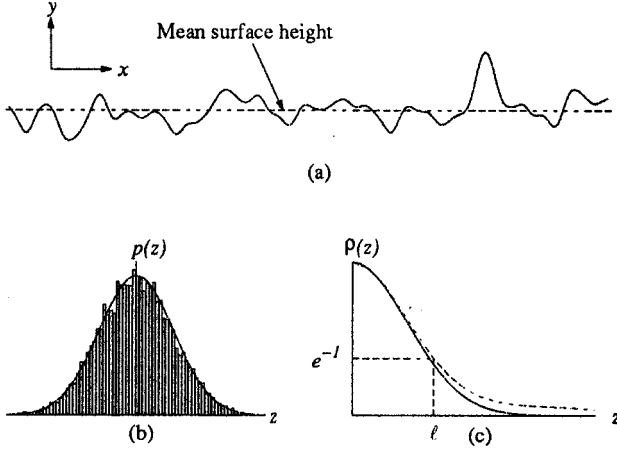 y
x
Mean surface height
(a)
p(z)
z
(b)
ρ(z)
e⁻¹
ℓ
z
(c)